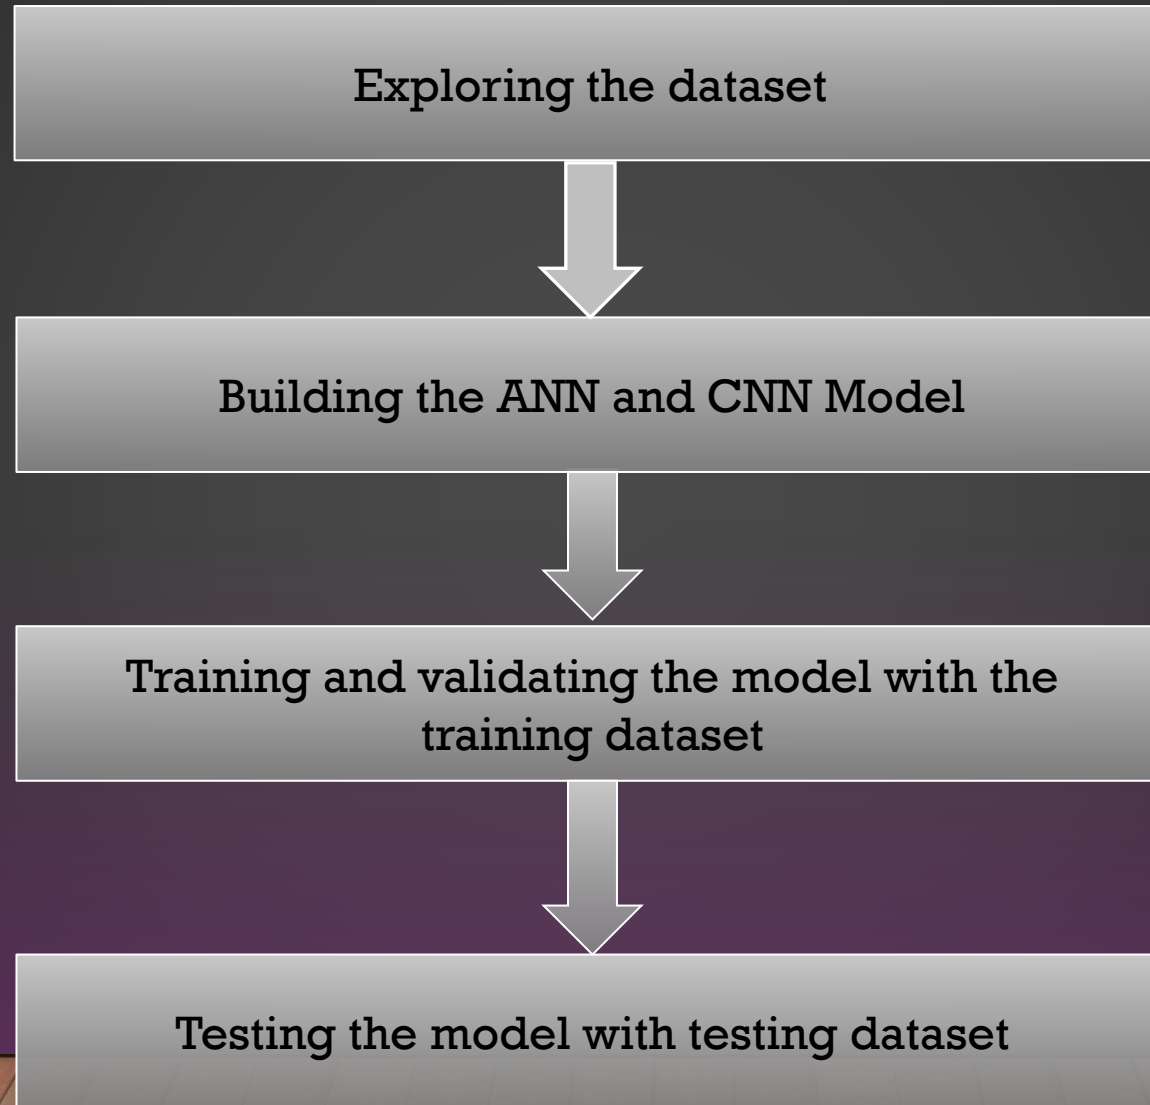 Exploring the dataset
Building the ANN and CNN Model
Training and validating the model with the
training dataset
Testing the model with testing dataset